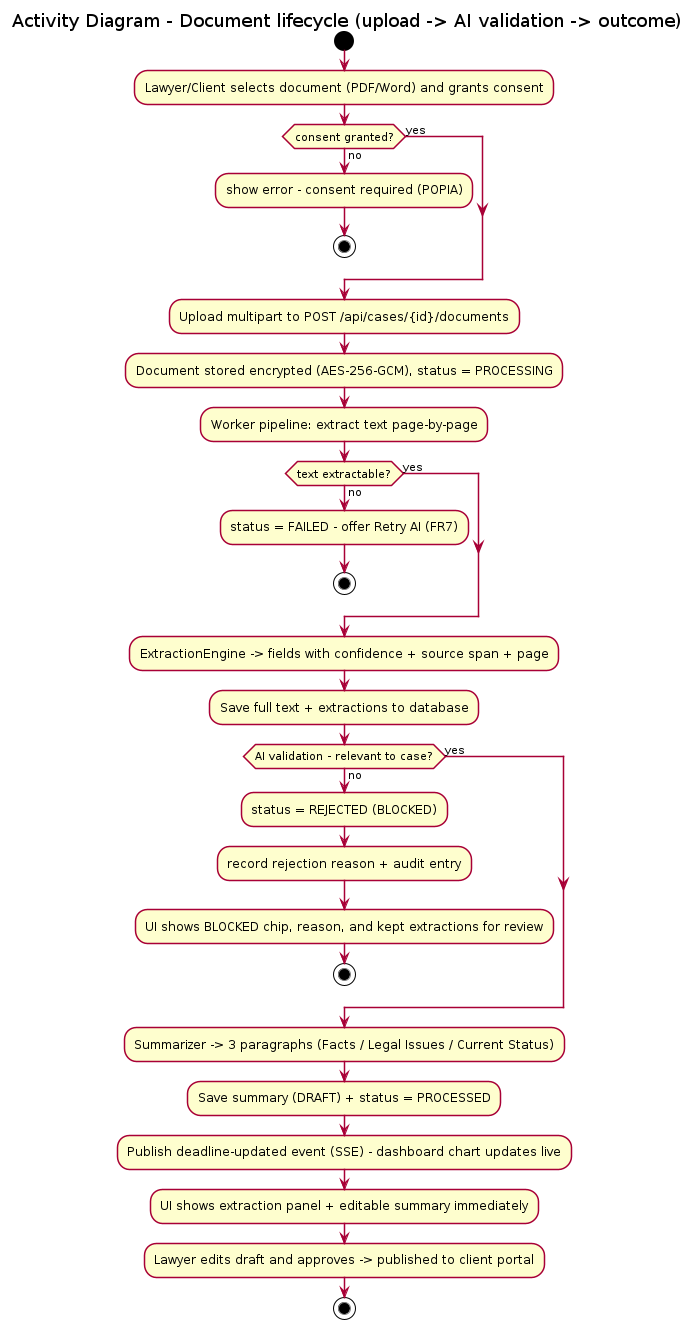 Activity Diagram - Document lifecycle (upload -> AI validation -> outcome)
Lawyer/Client selects document (PDF/Word) and grants consent
consent granted?
yes
no
show error - consent required (POPIA)
Upload multipart to POST /api/cases/{id}/documents
Document stored encrypted (AES-256-GCM), status = PROCESSING
Worker pipeline: extract text page-by-page
text extractable?
yes
no
status = FAILED - offer Retry AI (FR7)
ExtractionEngine -> fields with confidence + source span + page
Save full text + extractions to database
AI validation - relevant to case?
yes
no
status = REJECTED (BLOCKED)
record rejection reason + audit entry
UI shows BLOCKED chip, reason, and kept extractions for review
Summarizer -> 3 paragraphs (Facts / Legal Issues / Current Status)
Save summary (DRAFT) + status = PROCESSED
Publish deadline-updated event (SSE) - dashboard chart updates live
UI shows extraction panel + editable summary immediately
Lawyer edits draft and approves -> published to client portal